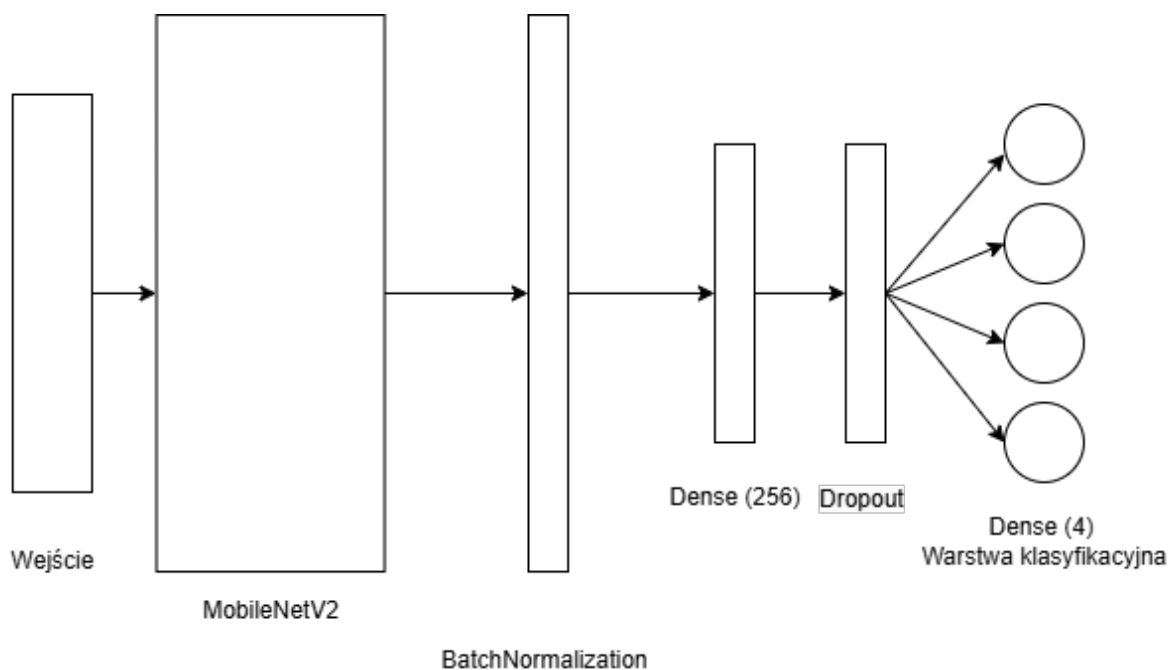 Wejście
MobileNetV2
BatchNormalization
Dense (256)
Dropout
Dense (4)
Warstwa klasyfikacyjna